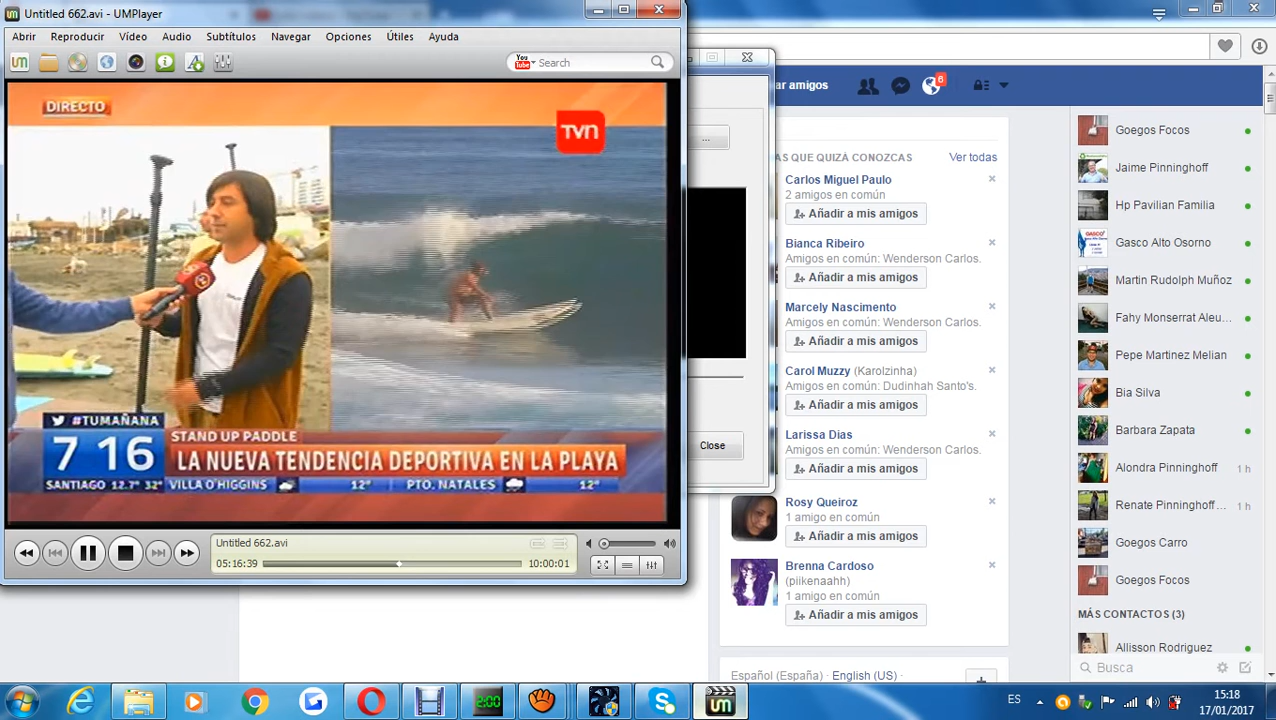 Untitled 662.avi - UMPlayer
Abrir Reproducir Vídeo Audio Subtítulos Navegar Opciones Útiles Ayuda
You Tube Search
DIRECTO
TVN
#TUMAÑANA
7 16
STAND UP PADDLE
LA NUEVA TENDENCIA DEPORTIVA EN LA PLAYA
SANTIAGO 12.7° 32° VILLA O'HIGGINS 12° PTO. NATALES 12°
Untitled 662.avi
05:16:39 10:00:01
...
Close
ar amigos
6
AS QUE QUIZÁ CONOZCAS Ver todas
Carlos Miguel Paulo
2 amigos en común
Añadir a mis amigos
Bianca Ribeiro
Amigos en común: Wenderson Carlos.
Añadir a mis amigos
Marcely Nascimento
Amigos en común: Wenderson Carlos.
Añadir a mis amigos
Carol Muzzy (Karolzinha)
Amigos en común: Dudinhah Santo's.
Añadir a mis amigos
Larissa Dias
Amigos en común: Wenderson Carlos.
Añadir a mis amigos
Rosy Queiroz
1 amigo en común
Añadir a mis amigos
Brenna Cardoso
(piikenaahh)
1 amigo en común
Añadir a mis amigos
Español (España) · English (US) ·
Goegos Focos
Jaime Pinninghoff
Hp Pavilian Familia
GASCO
Gasco Alto Osorno
Martin Rudolph Muñoz
Fahy Monserrat Aleu...
Pepe Martinez Melian
Bia Silva
Barbara Zapata
Alondra Pinninghoff 1 h
Renate Pinninghoff ... 1 h
Goegos Carro
Goegos Focos
MÁS CONTACTOS (3)
Allisson Rodriguez
Busca
2:00
um
ES
15:18
17/01/2017